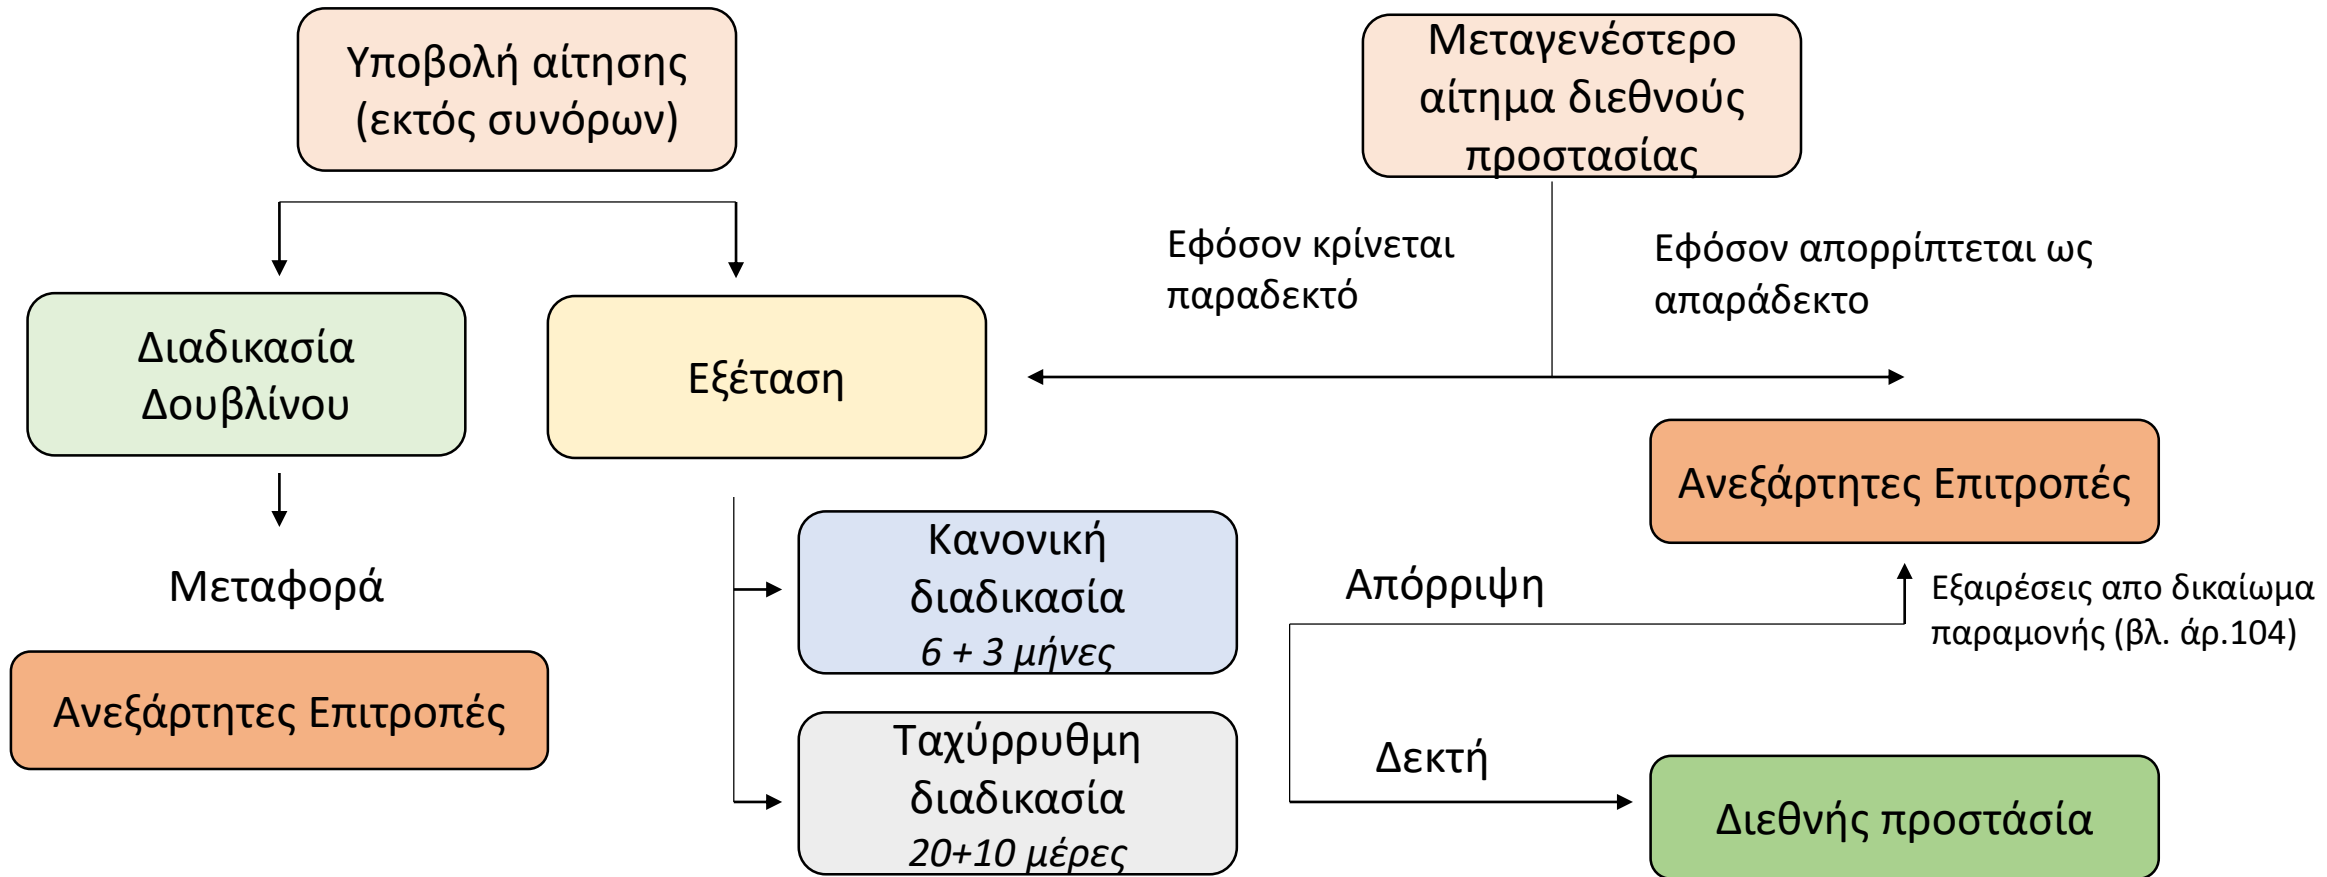 Υποβολή αίτησης
(εκτός συνόρων)
Μεταγενέστερο
αίτημα διεθνούς
προστασίας
Εφόσον κρίνεται
παραδεκτό
Εφόσον απορρίπτεται ως
απαράδεκτο
Διαδικασία
Δουβλίνου
Εξέταση
Ανεξάρτητες Επιτροπές
Μεταφορά
Κανονική
διαδικασία
6 + 3 μήνες
Απόρριψη
Εξαιρέσεις απο δικαίωμα
παραμονής (βλ. άρ.104)
Ανεξάρτητες Επιτροπές
Ταχύρρυθμη
διαδικασία
20+10 μέρες
Δεκτή
Διεθνής προστάσία